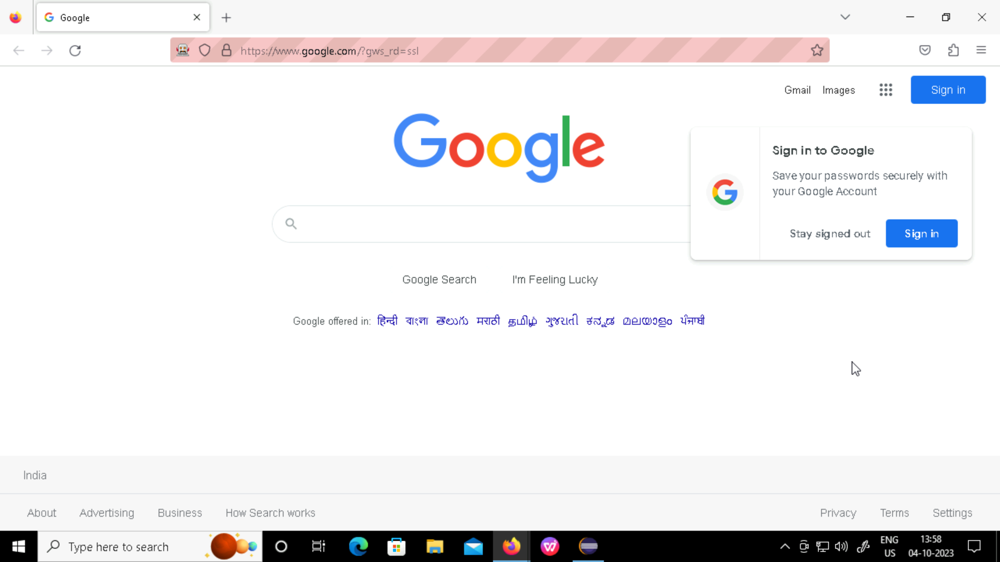 Google
https://www.google.com/?gws_rd=ssl
Gmail Images Sign in
Google
Sign in to Google
Save your passwords securely with
your Google Account
Stay signed out Sign in
Google Search I'm Feeling Lucky
Google offered in: हिन्दी বাংলা తెలుగు मराठी தமிழ் ગુજરાતી ಕನ್ನಡ മലയാളം ਪੰਜਾਬੀ
India
About Advertising Business How Search works Privacy Terms Settings
Type here to search
ENG 13:58
US 04-10-2023